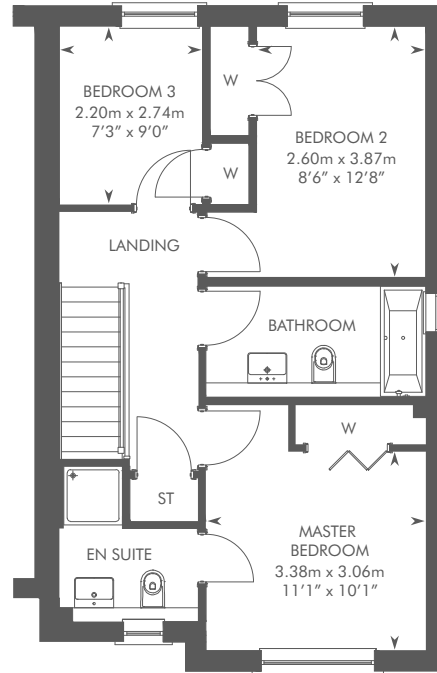 BEDROOM 3
2.20m x 2.74m
7’3” x 9’0”
W
BEDROOM 2
2.60m x 3.87m
8’6” x 12’8”
W
LANDING
BATHROOM
W
ST
EN SUITE
MASTER
BEDROOM
3.38m x 3.06m
11’1” x 10’1”